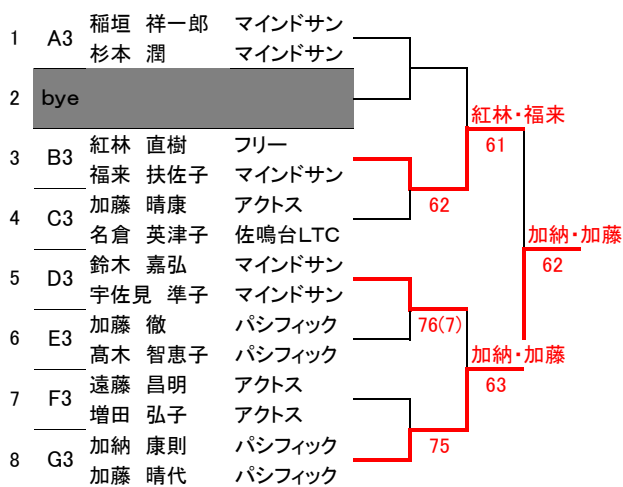 1 A3 稲垣 祥一郎 マインドサン
杉本 潤 マインドサン
2 bye
紅林・福来
61
3 B3 紅林 直樹 フリー
福来 扶佐子 マインドサン
62
4 C3 加藤 晴康 アクトス
名倉 英津子 佐鳴台LTC
加納・加藤
62
5 D3 鈴木 嘉弘 マインドサン
宇佐見 準子 マインドサン
76(7)
6 E3 加藤 徹 パシフィック
髙木 智恵子 パシフィック
加納・加藤
63
7 F3 遠藤 昌明 アクトス
増田 弘子 アクトス
75
8 G3 加納 康則 パシフィック
加藤 晴代 パシフィック